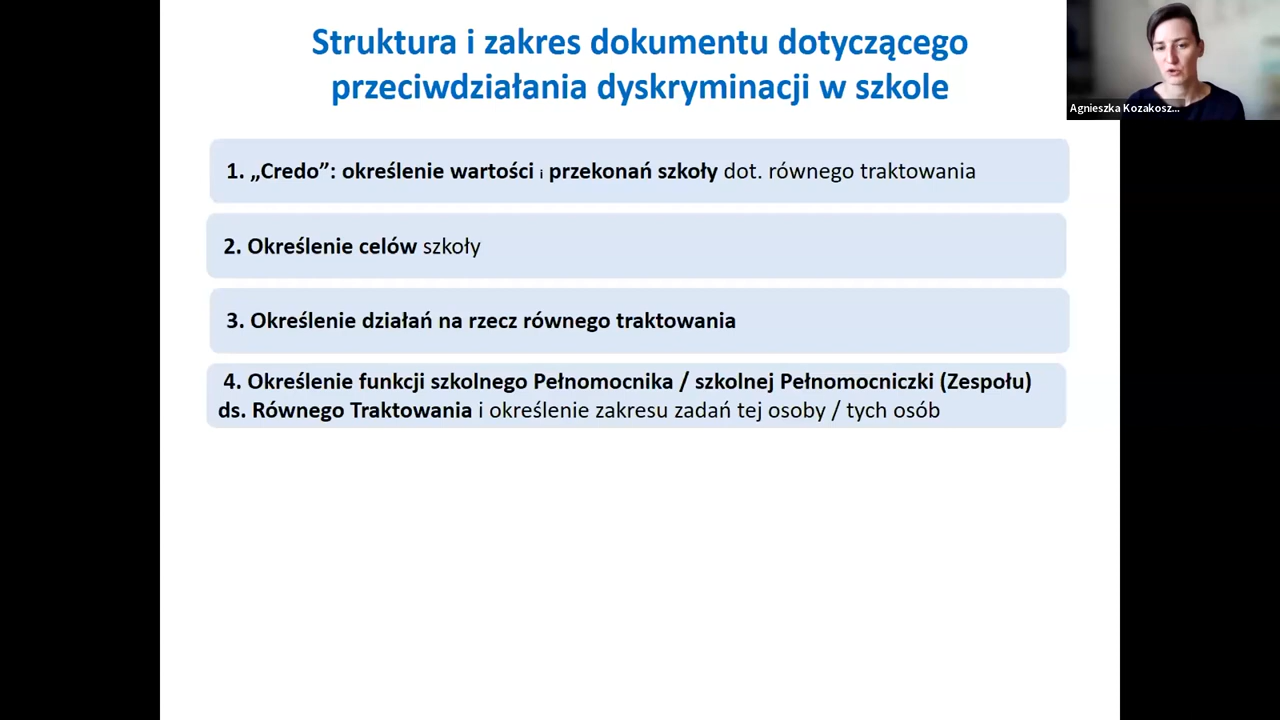 Struktura i zakres dokumentu dotyczącego
przeciwdziałania dyskryminacji w szkole
Agnieszka Kozakosz...
1. „Credo”: określenie wartości i przekonań szkoły dot. równego traktowania
2. Określenie celów szkoły
3. Określenie działań na rzecz równego traktowania
4. Określenie funkcji szkolnego Pełnomocnika / szkolnej Pełnomocniczki (Zespołu)
ds. Równego Traktowania i określenie zakresu zadań tej osoby / tych osób